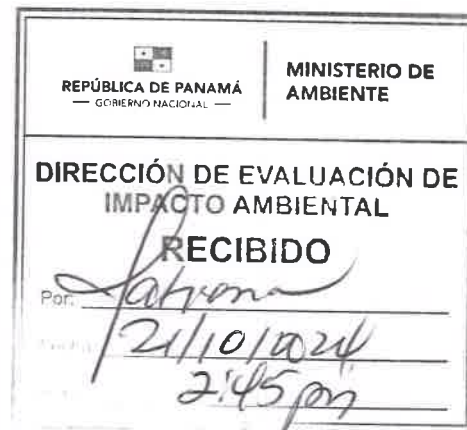 REPÚBLICA DE PANAMÁ
— GOBIERNO NACIONAL —
MINISTERIO DE
AMBIENTE
DIRECCIÓN DE EVALUACIÓN DE
IMPACTO AMBIENTAL
RECIBIDO
Por:
21/10/2024
2:45 pm